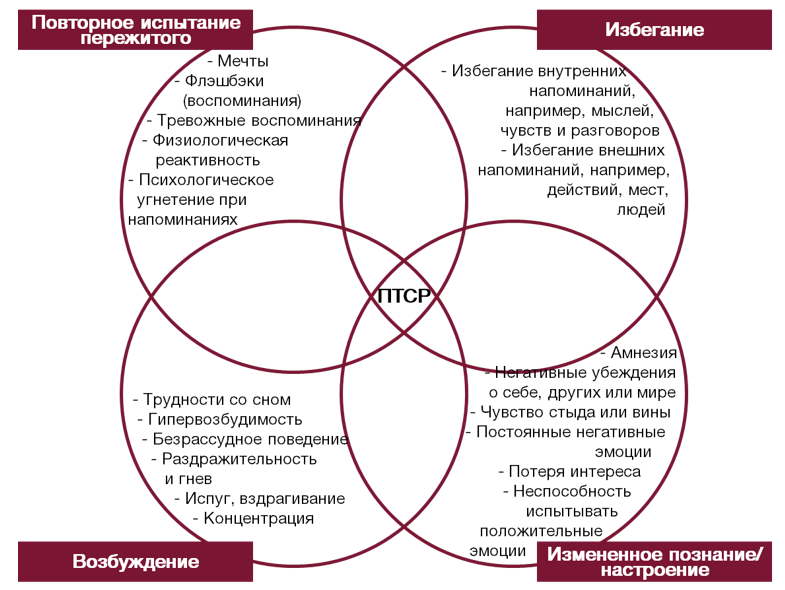 Повторное испытание
пережитого
- Мечты
- Флэшбэки
(воспоминания)
- Тревожные воспоминания
- Физиологическая
реактивность
- Психологическое
угнетение при
напоминаниях
Избегание
- Избегание внутренних
напоминаний,
например, мыслей,
чувств и разговоров
- Избегание внешних
напоминаний, например,
действий, мест,
людей
ПТСР
- Трудности со сном
- Гипервозбудимость
- Безрассудное поведение
- Раздражительность
и гнев
- Испуг, вздрагивание
- Концентрация
Возбуждение
- Амнезия
- Негативные убеждения
о себе, других или мире
- Чувство стыда или вины
- Постоянные негативные
эмоции
- Потеря интереса
- Неспособность
испытывать
положительные
эмоции
Измененное познание/
настроение